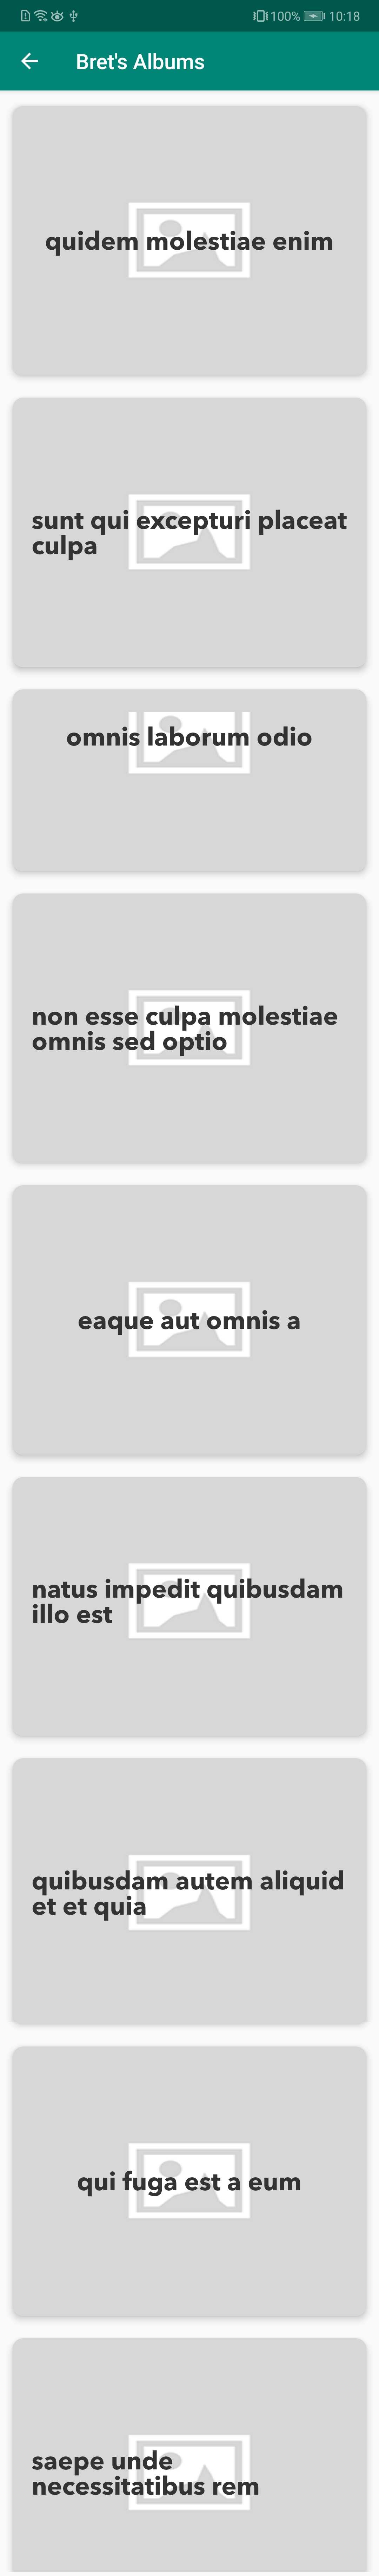 100% 10:18
Bret's Albums
quidem molestiae enim
sunt qui excepturi placeat
culpa
omnis laborum odio
non esse culpa molestiae
omnis sed optio
eaque aut omnis a
natus impedit quibusdam
illo est
quibusdam autem aliquid
et et quia
qui fuga est a eum
saepe unde
necessitatibus rem